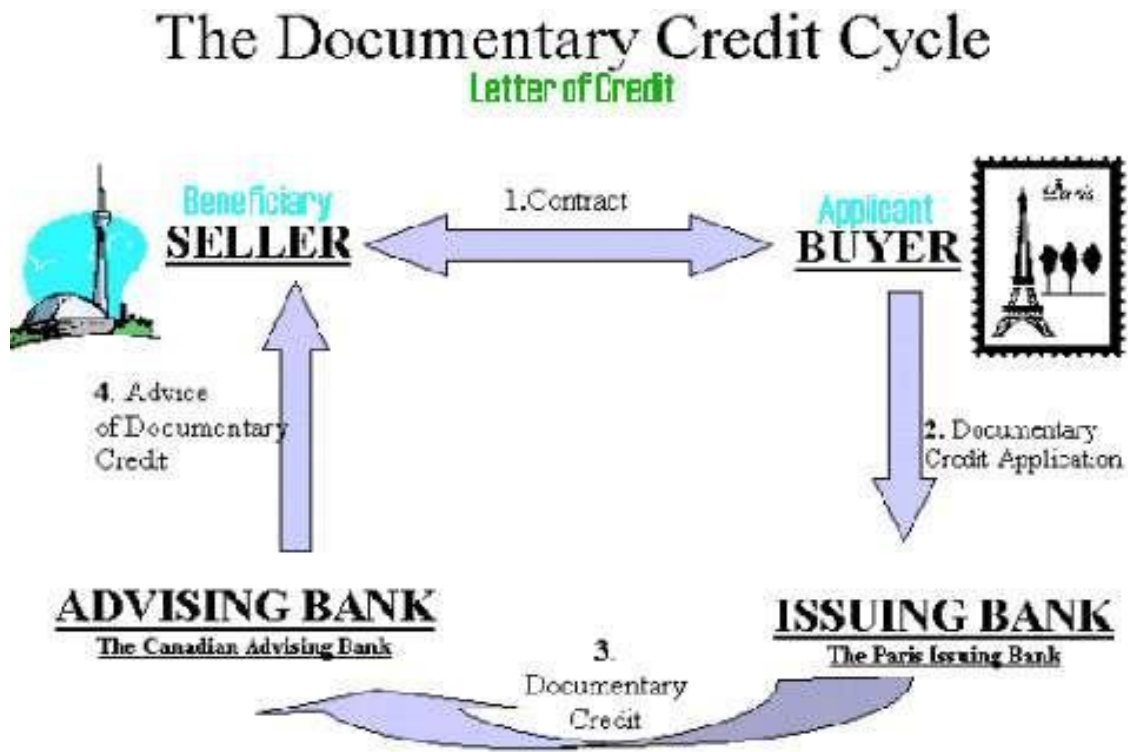 The Documentary Credit Cycle
Letter of Credit
Beneficiary
SELLER
1.Contract
Applicant
BUYER
Paris
4. Advice
of Documentary
Credit
2. Documentary
Credit Application
ADVISING BANK
The Canadian Advising Bank
3.
Documentary
Credit
ISSUING BANK
The Paris Issuing Bank